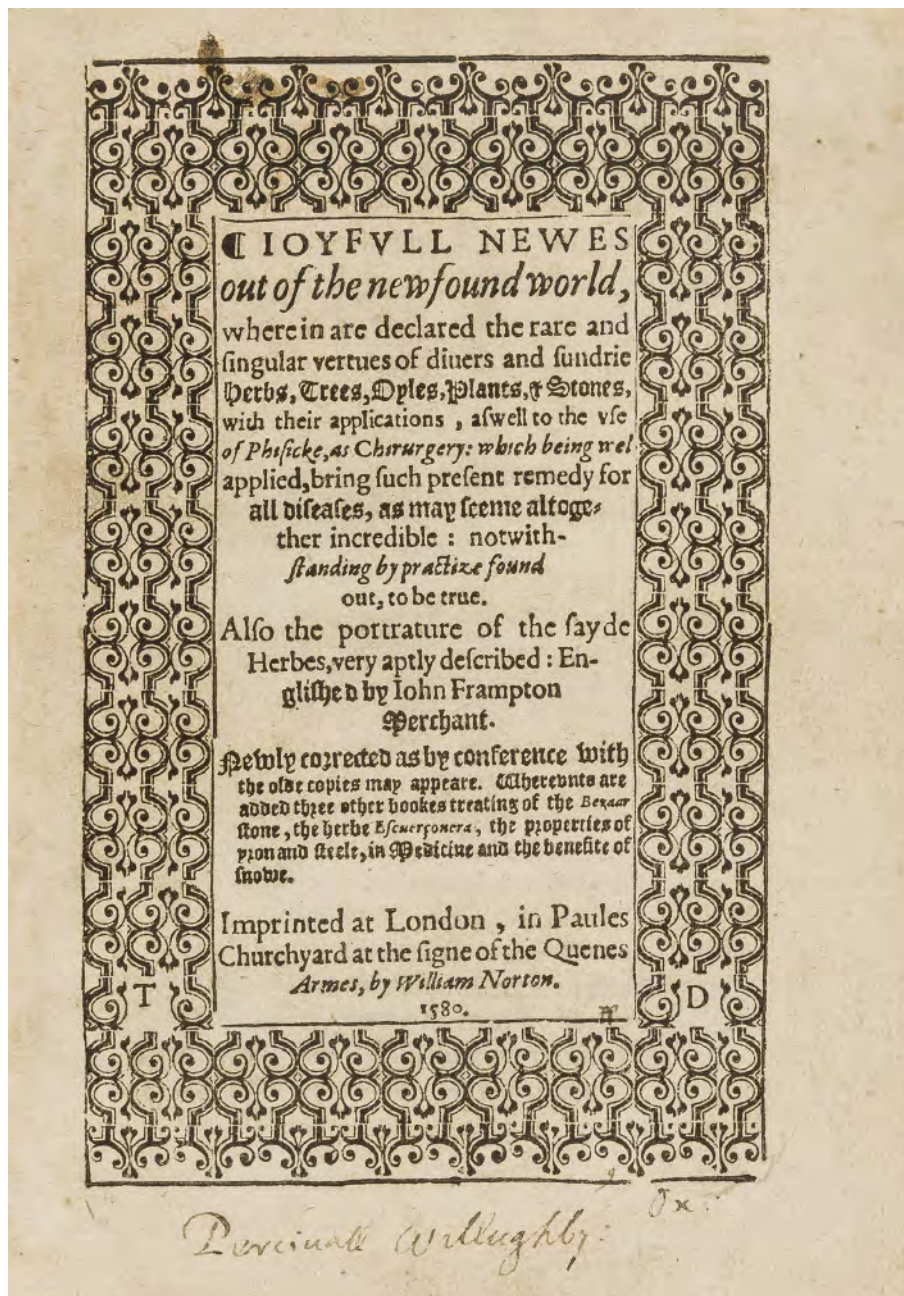 ❡ IOYFVLL NEWES
out of the newfound world,
wherein are declared the rare and
ſingular vertues of diuers and ſundrie
Herbs, Trees, Oyles, Plants, & Stones,
with their applications , aſwell to the vſe
of Phiſicke, as Chirurgery: which being wel
applied, bring ſuch preſent remedy for
all diſeaſes, as may ſeeme altoge⸗
ther incredible : notwith-
ſtanding by practize found
out, to be true.
Alſo the portrature of the ſayde
Herbes, very aptly deſcribed : En-
gliſhed by Iohn Frampton
Merchant.
Newly corrected as by conference with
the olde copies may appeare. Wherevnto are
added three other bookes treating of the Bezaar
ſtone , the herbe Eſcuerſonera, the properties of
yron and ſteele, in Medicine and the benefite of
ſnowe.
Imprinted at London , in Paules
Churchyard at the ſigne of the Quenes
Armes, by William Norton.
1580.
T D
Percivall Willughby: